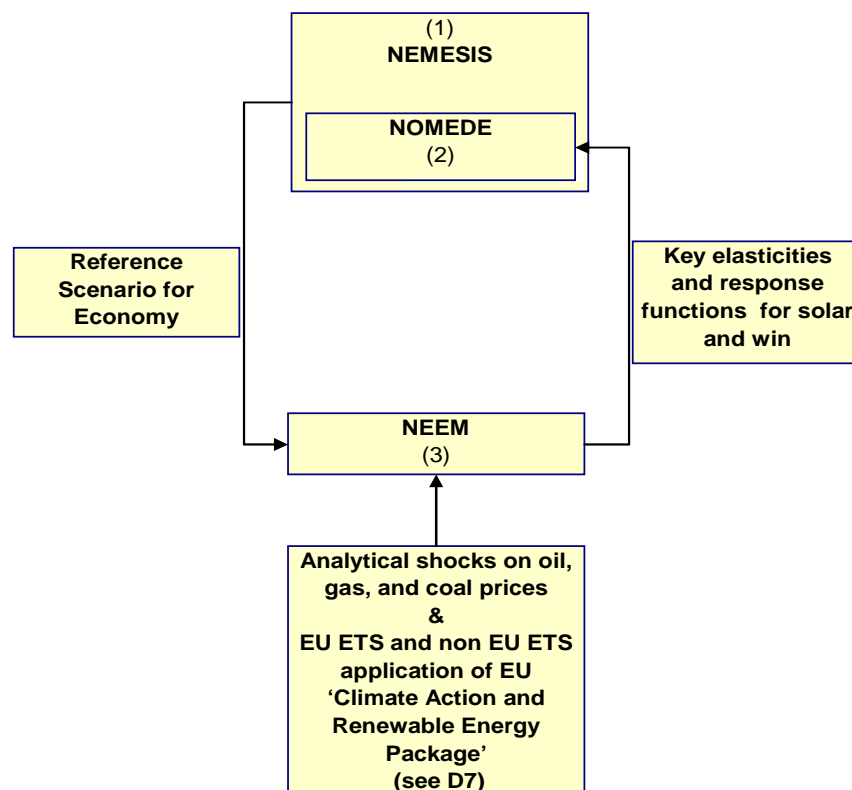 (1)
NEMESIS
NOMEDE
(2)
Reference
Scenario for
Economy
Key elasticities
and response
functions for solar
and win
NEEM
(3)
Analytical shocks on oil,
gas, and coal prices
&
EU ETS and non EU ETS
application of EU
‘Climate Action and
Renewable Energy
Package’
(see D7)